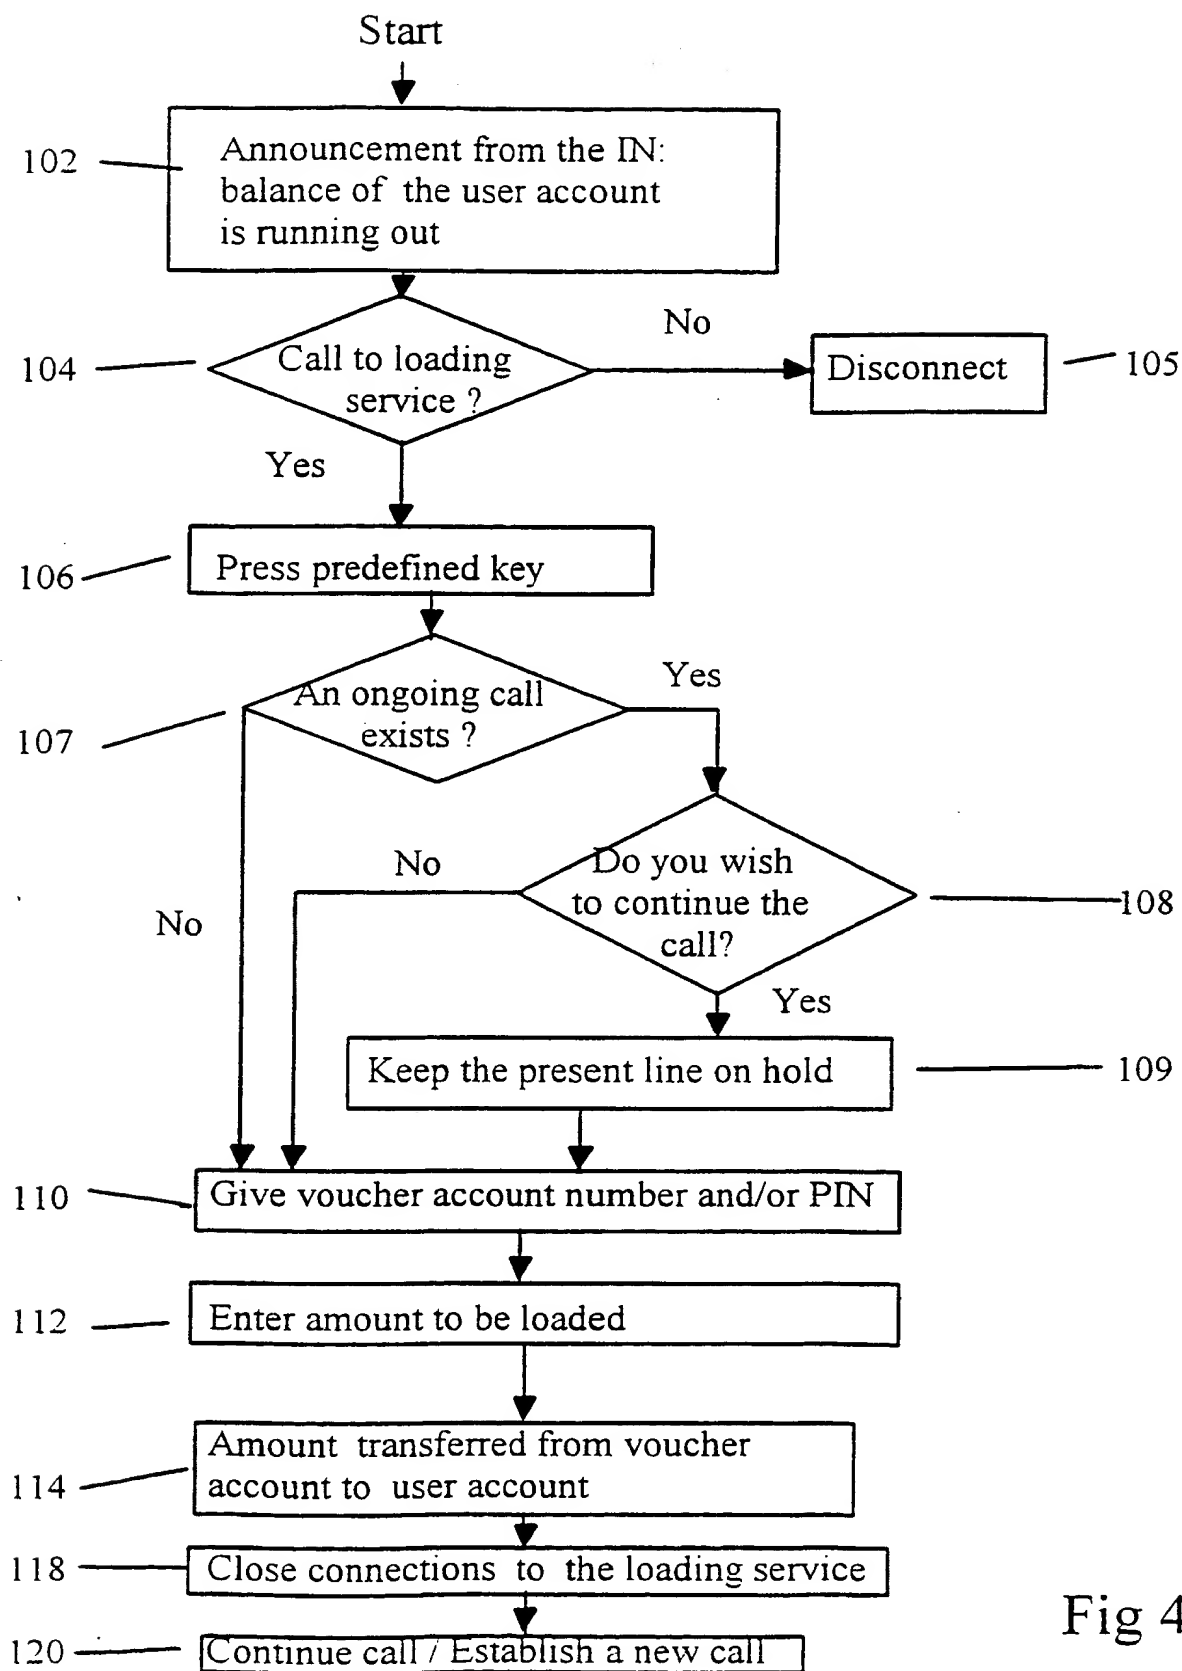 Start
102
Announcement from the IN:
balance of the user account
is running out
No
104
Call to loading
service ?
Disconnect
105
Yes
106
Press predefined key
Yes
107
An ongoing call
exists ?
No
Do you wish
to continue the
call?
108
No
Yes
Keep the present line on hold
109
110
Give voucher account number and/or PIN
112
Enter amount to be loaded
114
Amount transferred from voucher
account to user account
118
Close connections to the loading service
120
Continue call / Establish a new call
Fig 4